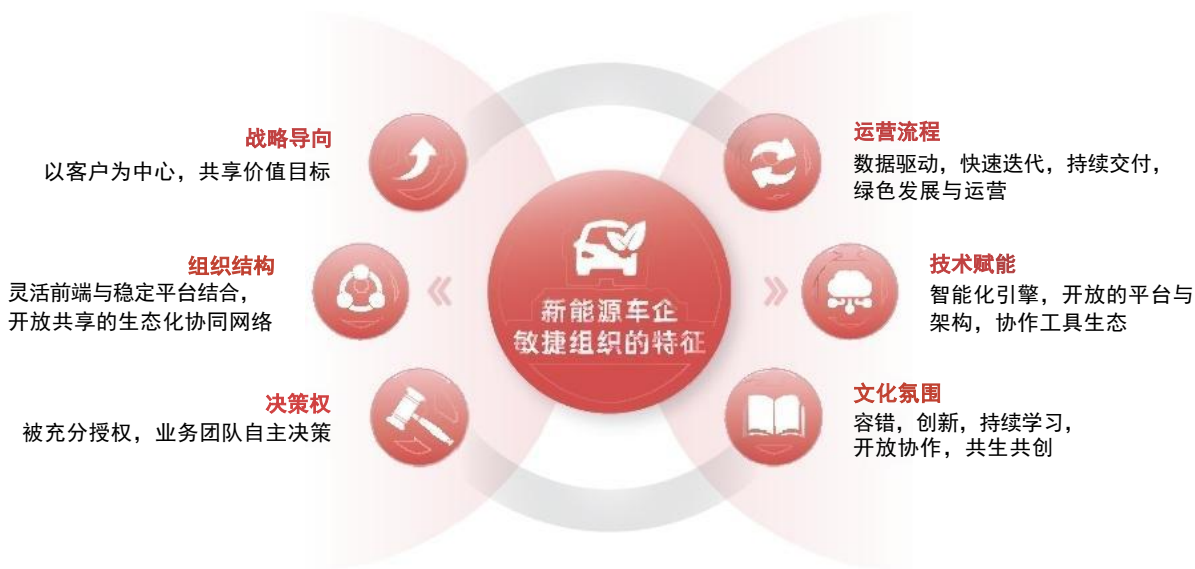 战略导向
以客户为中心，共享价值目标
组织结构
灵活前端与稳定平台结合，
开放共享的生态化协同网络
决策权
被充分授权，业务团队自主决策
新能源车企
敏捷组织的特征
运营流程
数据驱动，快速迭代，持续交付，
绿色发展与运营
技术赋能
智能化引擎，开放的平台与
架构，协作工具生态
文化氛围
容错，创新，持续学习，
开放协作，共生共创